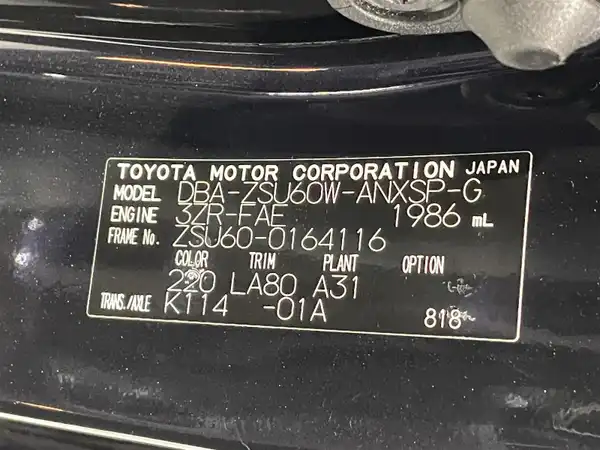 TOYOTA MOTOR CORPORATION JAPAN
MODEL DBA-ZSU60W-ANXSP-G
ENGINE 3ZR-FAE 1986 mL
FRAME No. ZSU60-0164116
COLOR TRIM PLANT OPTION
220 LA80 A31
TRANS./AXLE K114 -01A 818